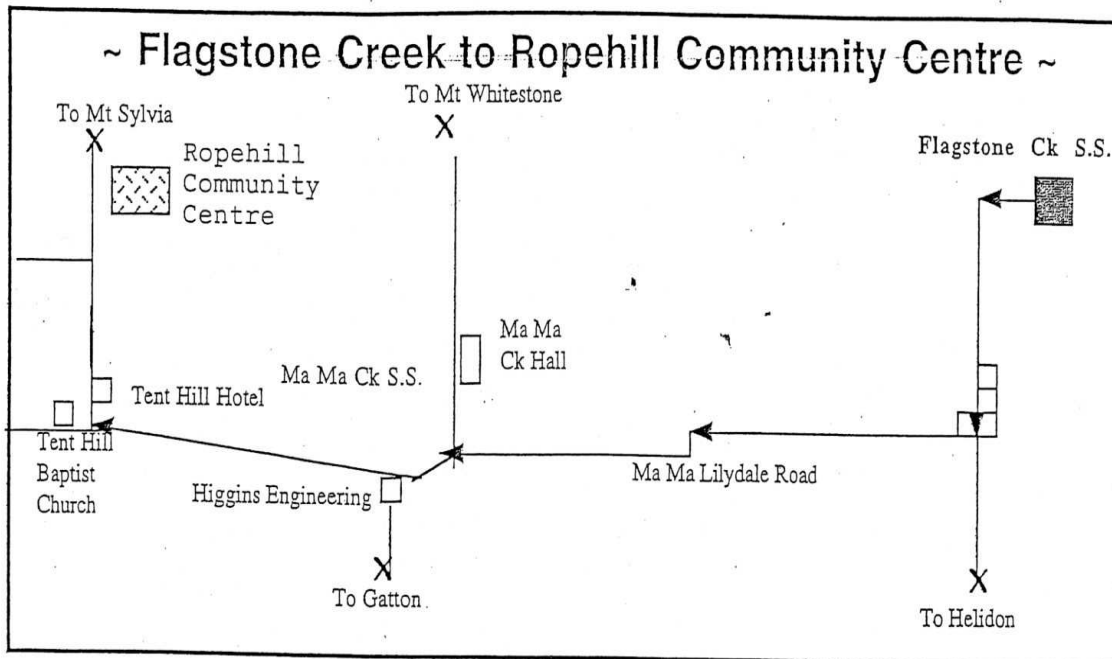 ~ Flagstone Creek to Ropehill Community Centre ~
To Mt Whitestone
X
To Mt Sylvia
X
Ropehill
Community
Centre
Flagstone Ck S.S.
Ma Ma
Ck Hall
Ma Ma Ck S.S.
Tent Hill Hotel
Tent Hill
Baptist
Church
Higgins Engineering
Ma Ma Lilydale Road
X
To Gatton
X
To Helidon